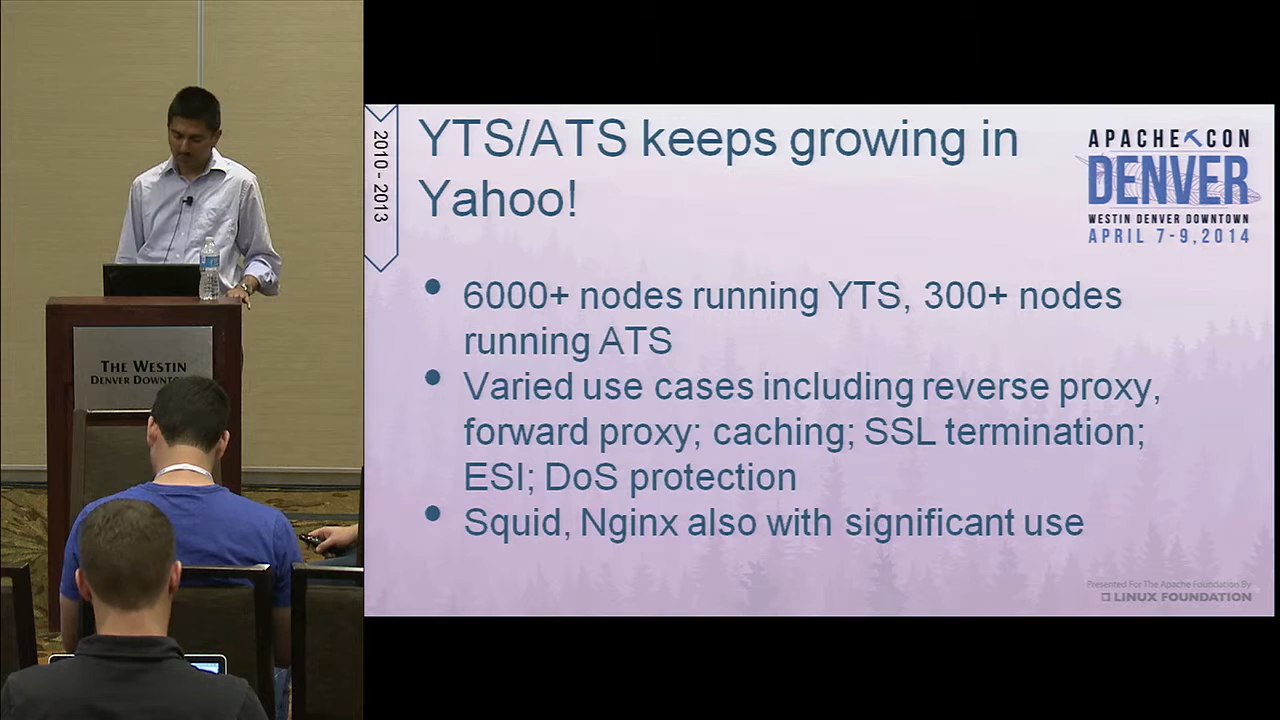 2010 - 2013
YTS/ATS keeps growing in
Yahoo!
APACHE CON
DENVER
WESTIN DENVER DOWNTOWN
APRIL 7-9, 2014
• 6000+ nodes running YTS, 300+ nodes
running ATS
• Varied use cases including reverse proxy,
forward proxy; caching; SSL termination;
ESI; DoS protection
• Squid, Nginx also with significant use
Presented For The Apache Foundation By
LINUX FOUNDATION
THE WESTIN
DENVER DOWNTO